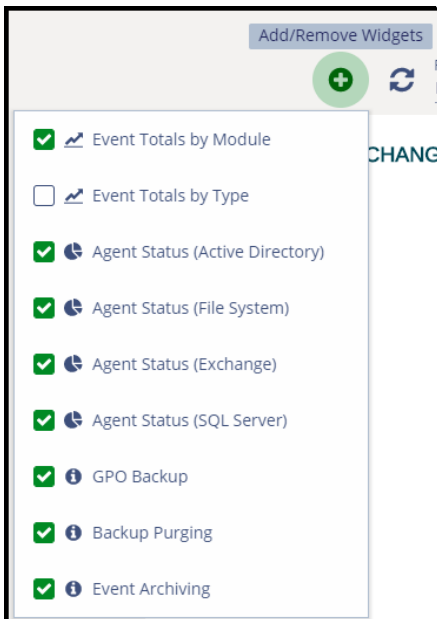 Add/Remove Widgets
Event Totals by Module
CHANG
Event Totals by Type
Agent Status (Active Directory)
Agent Status (File System)
Agent Status (Exchange)
Agent Status (SQL Server)
GPO Backup
Backup Purging
Event Archiving